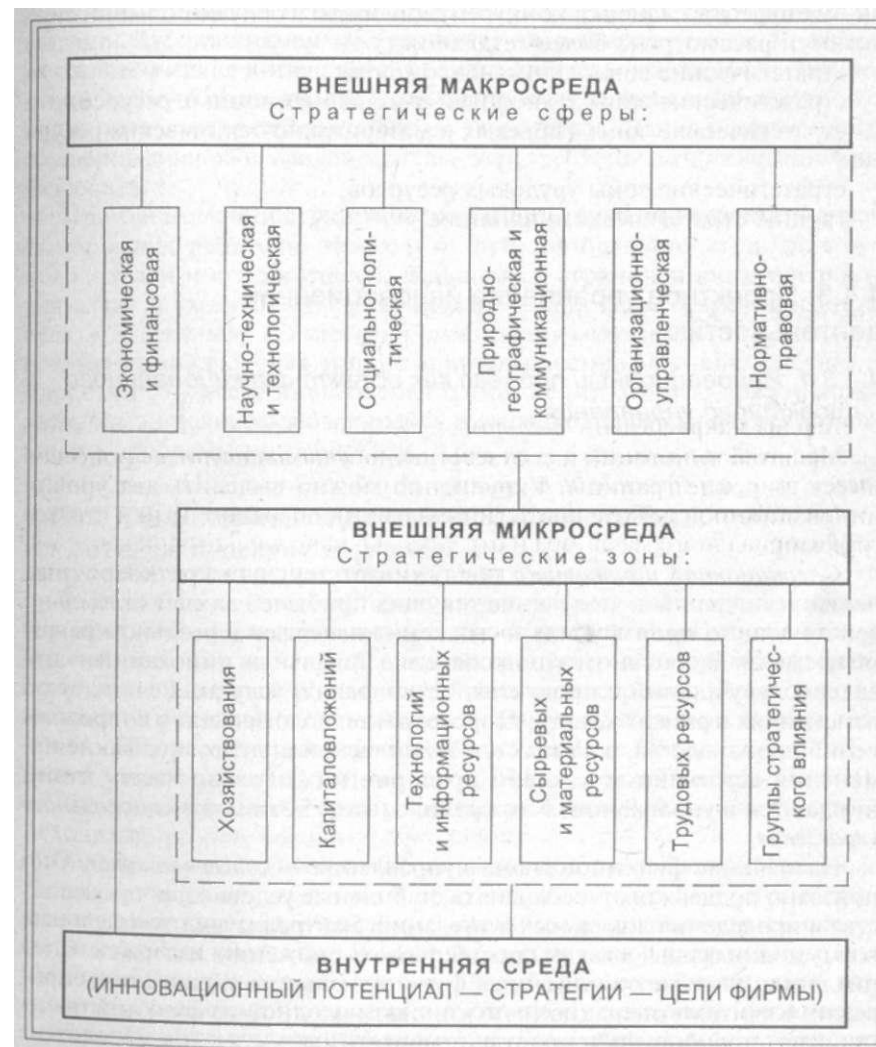 ВНЕШНЯЯ МАКРОСРЕДА
Стратегические сферы:
Экономическая
и финансовая
Научно-техническая
и технологическая
Социально-поли-
тическая
Природно-
географическая и
коммуникационная
Организационно-
управленческая
Нормативно-
правовая
ВНЕШНЯЯ МИКРОСРЕДА
Стратегические зоны:
Хозяйствования
Капиталовложений
Технологий
и информационных
ресурсов
Сырьевых
и материальных
ресурсов
Трудовых ресурсов
Группы стратегичес-
кого влияния
ВНУТРЕННЯЯ СРЕДА
(ИННОВАЦИОННЫЙ ПОТЕНЦИАЛ — СТРАТЕГИИ — ЦЕЛИ ФИРМЫ)